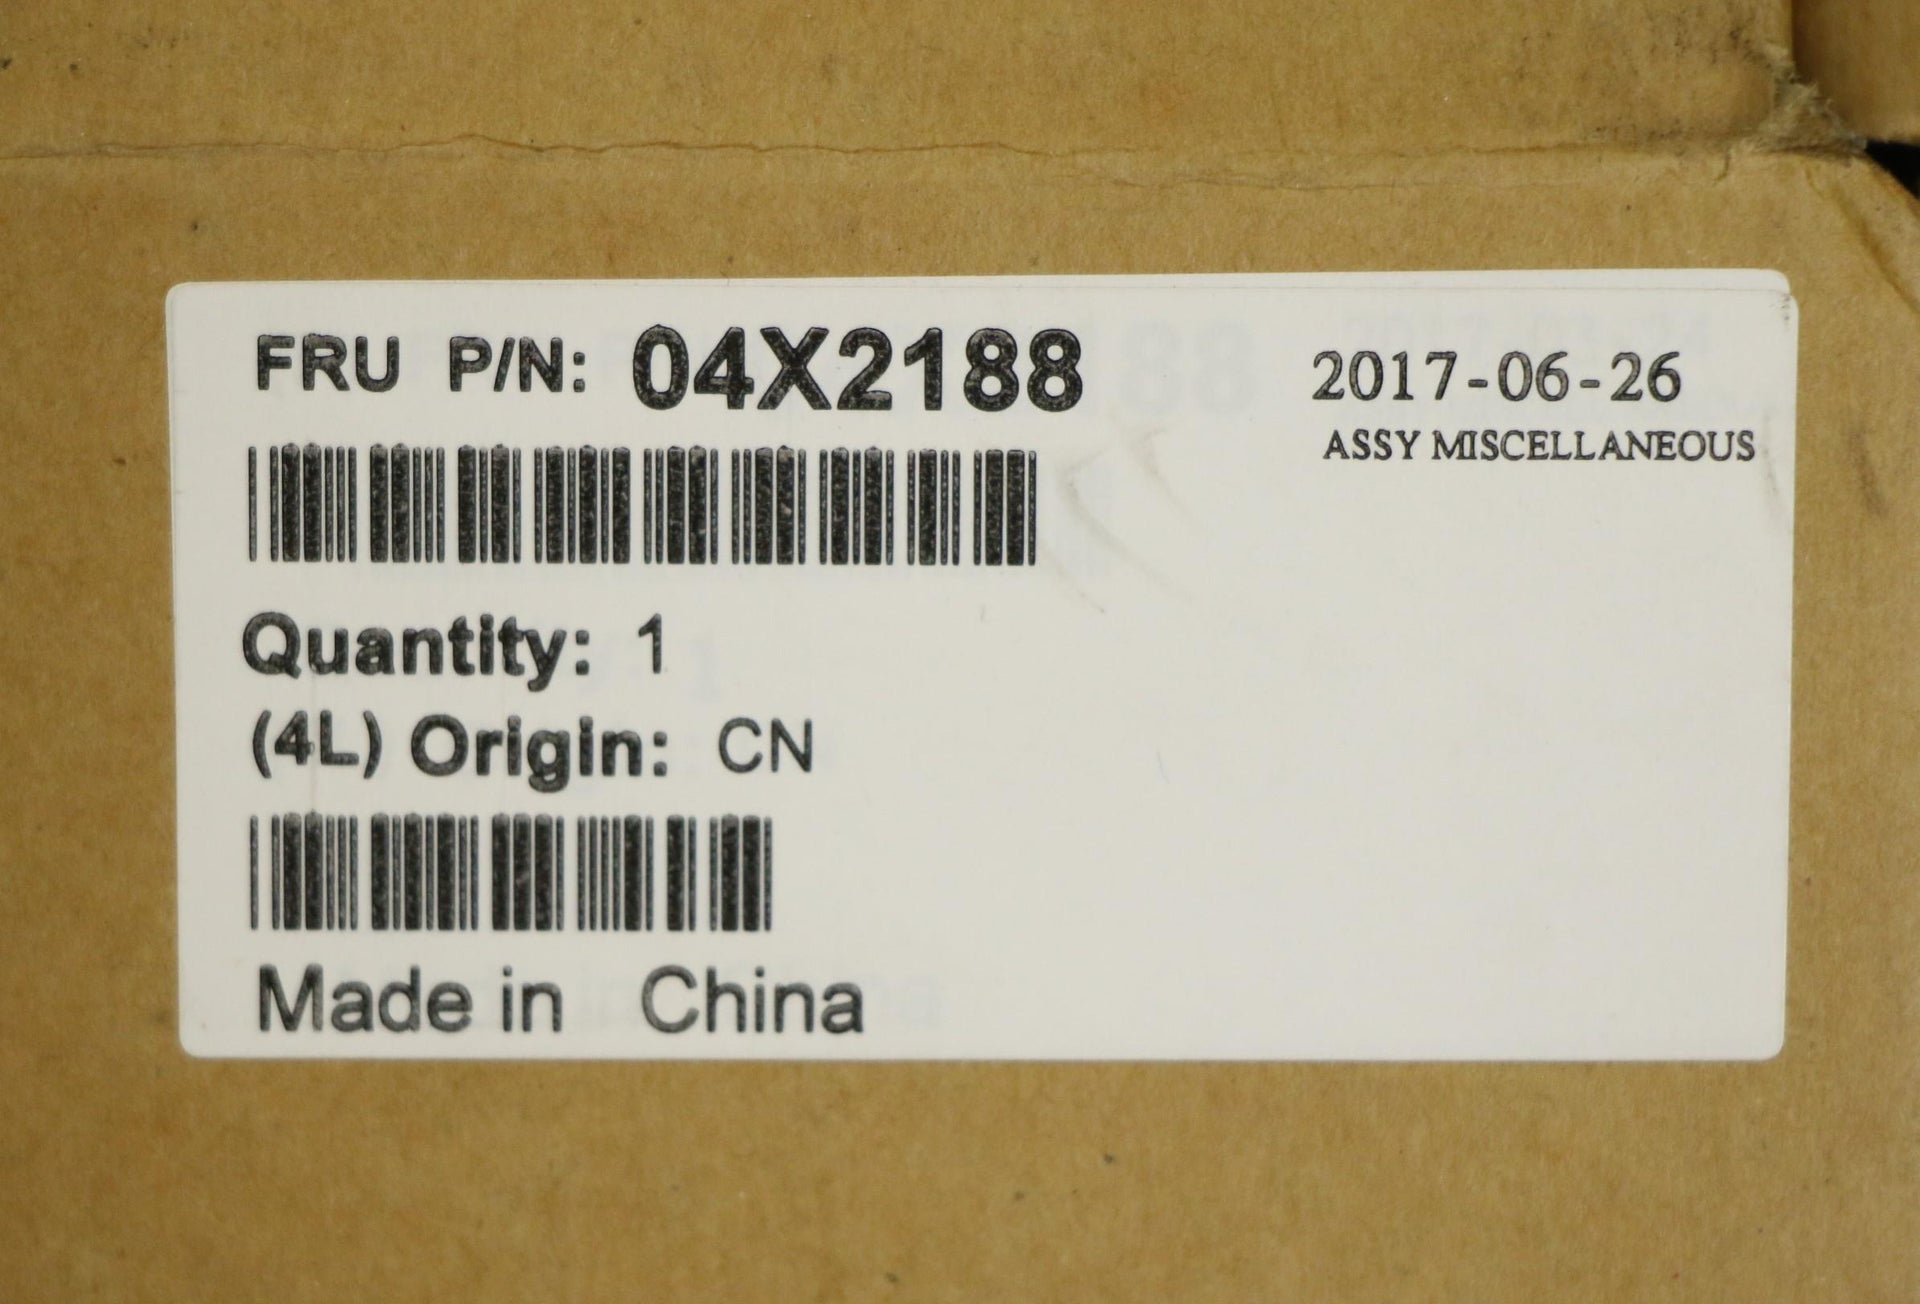 FRU P/N: 04X2188
2017-06-26
ASSY MISCELLANEOUS
Quantity: 1
(4L) Origin: CN
Made in China